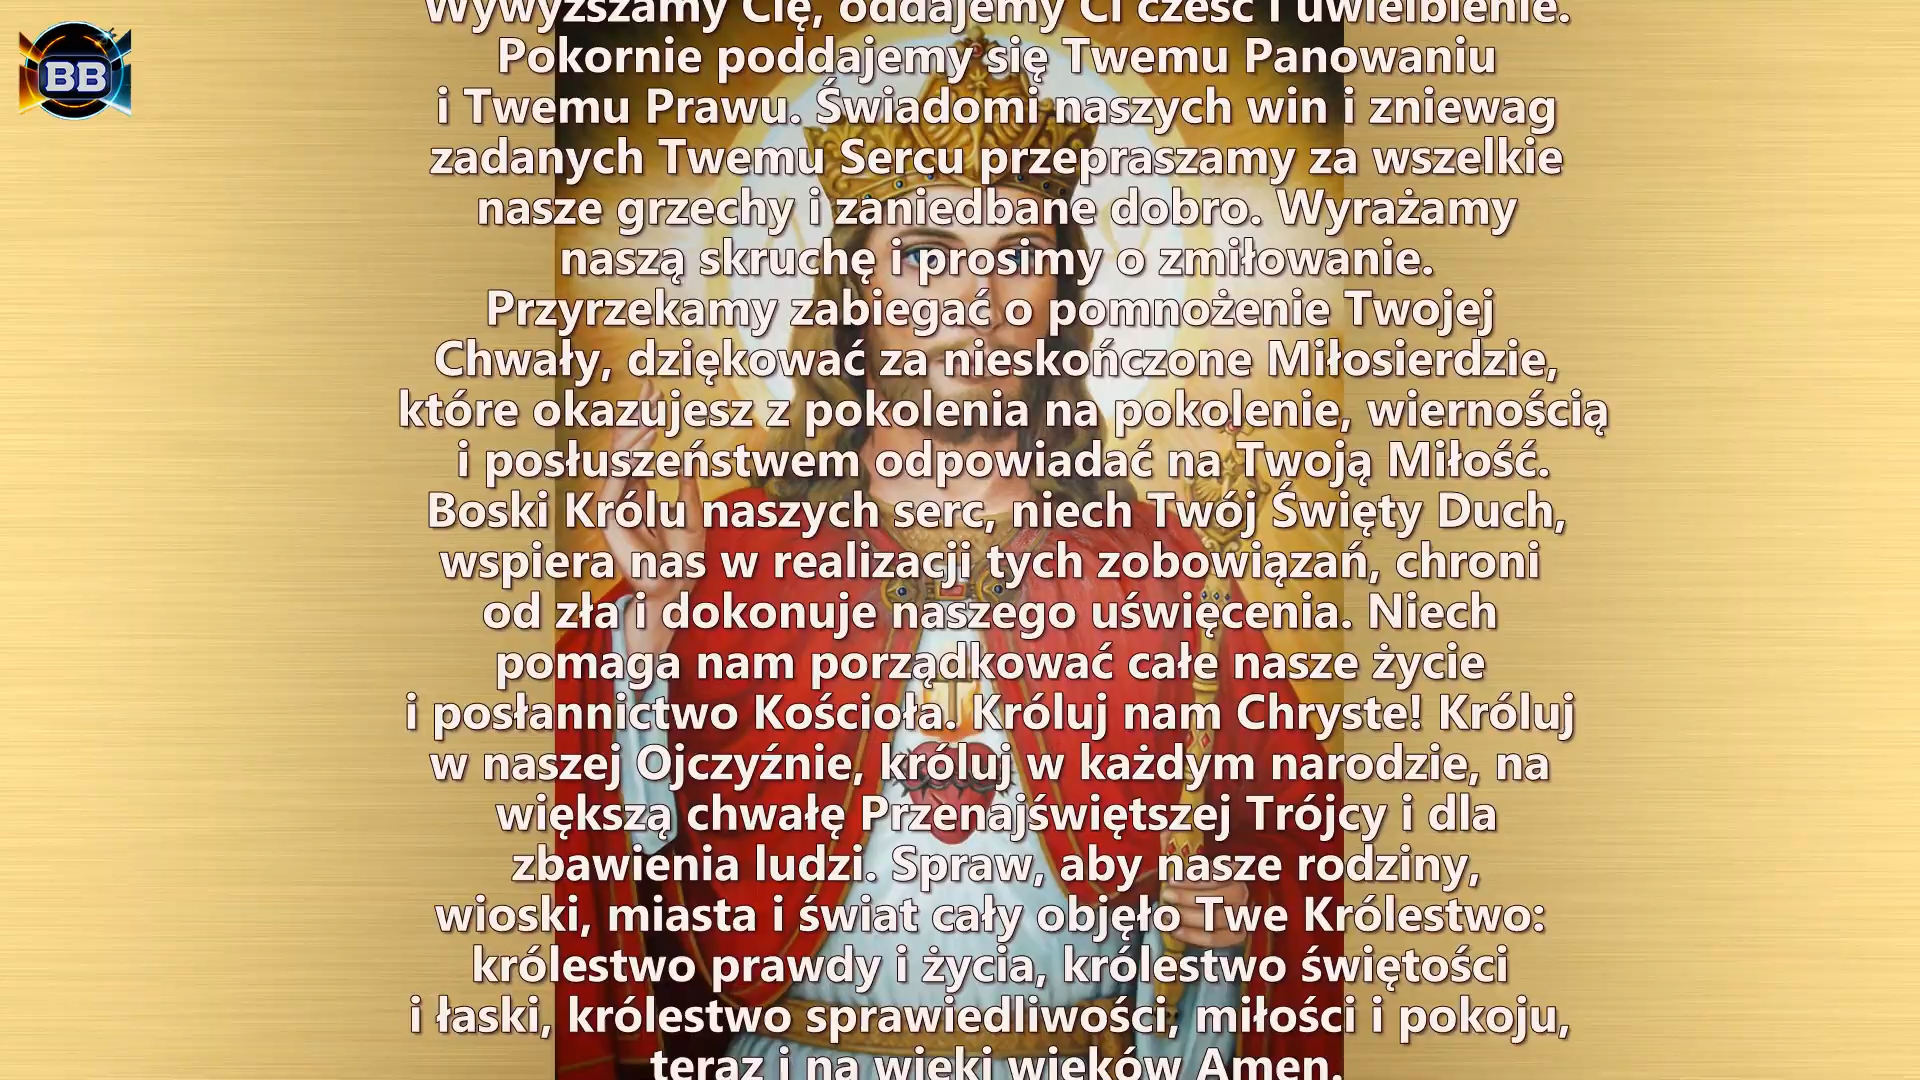 BB
Wywyższamy Cię, oddajemy Ci cześć i uwielbienie.
Pokornie poddajemy się Twemu Panowaniu
i Twemu Prawu. Świadomi naszych win i zniewag
zadanych Twemu Sercu przepraszamy za wszelkie
nasze grzechy i zaniedbane dobro. Wyrażamy
naszą skruchę i prosimy o zmiłowanie.
Przyrzekamy zabiegać o pomnożenie Twojej
Chwały, dziękować za nieskończone Miłosierdzie,
które okazujesz z pokolenia na pokolenie, wiernością
i posłuszeństwem odpowiadać na Twoją Miłość.
Boski Królu naszych serc, niech Twój Święty Duch,
wspiera nas w realizacji tych zobowiązań, chroni
od zła i dokonuje naszego uświęcenia. Niech
pomaga nam porządkować całe nasze życie
i posłannictwo Kościoła. Króluj nam Chryste! Króluj
w naszej Ojczyźnie, króluj w każdym narodzie, na
większą chwałę Przenajświętszej Trójcy i dla
zbawienia ludzi. Spraw, aby nasze rodziny,
wioski, miasta i świat cały objęło Twe Królestwo:
królestwo prawdy i życia, królestwo świętości
i łaski, królestwo sprawiedliwości, miłości i pokoju,
teraz i na wieki wieków Amen.